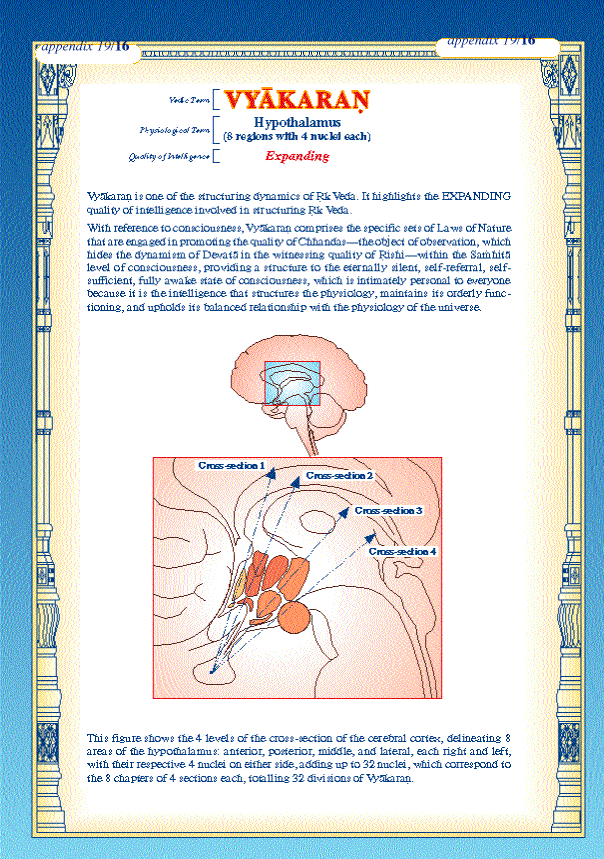 appendix 19/16
appendix 19/16
Vedic Term
VYĀKARAṆ
Physiological Term
Hypothalamus
(8 regions with 4 nuclei each)
Quality of Intelligence
Expanding
Vyākaraṇ is one of the structuring dynamics of Ṛk Veda. It highlights the EXPANDING
quality of intelligence involved in structuring Ṛk Veda.
With reference to consciousness, Vyākaraṇ comprises the specific sets of Laws of Nature
that are engaged in promoting the quality of Chhandas—the object of observation, which
hides the dynamism of Devatā in the witnessing quality of Rishi—within the Saṁhitā
level of consciousness, providing a structure to the eternally silent, self-referral, self-
sufficient, fully awake state of consciousness, which is intimately personal to everyone
because it is the intelligence that structures the physiology, maintains its orderly func-
tioning, and upholds its balanced relationship with the physiology of the universe.
Cross-section 1
Cross-section 2
Cross-section 3
Cross-section 4
This figure shows the 4 levels of the cross-section of the cerebral cortex, delineating 8
areas of the hypothalamus: anterior, posterior, middle, and lateral, each right and left,
with their respective 4 nuclei on either side, adding up to 32 nuclei, which correspond to
the 8 chapters of 4 sections each, totalling 32 divisions of Vyākaraṇ.